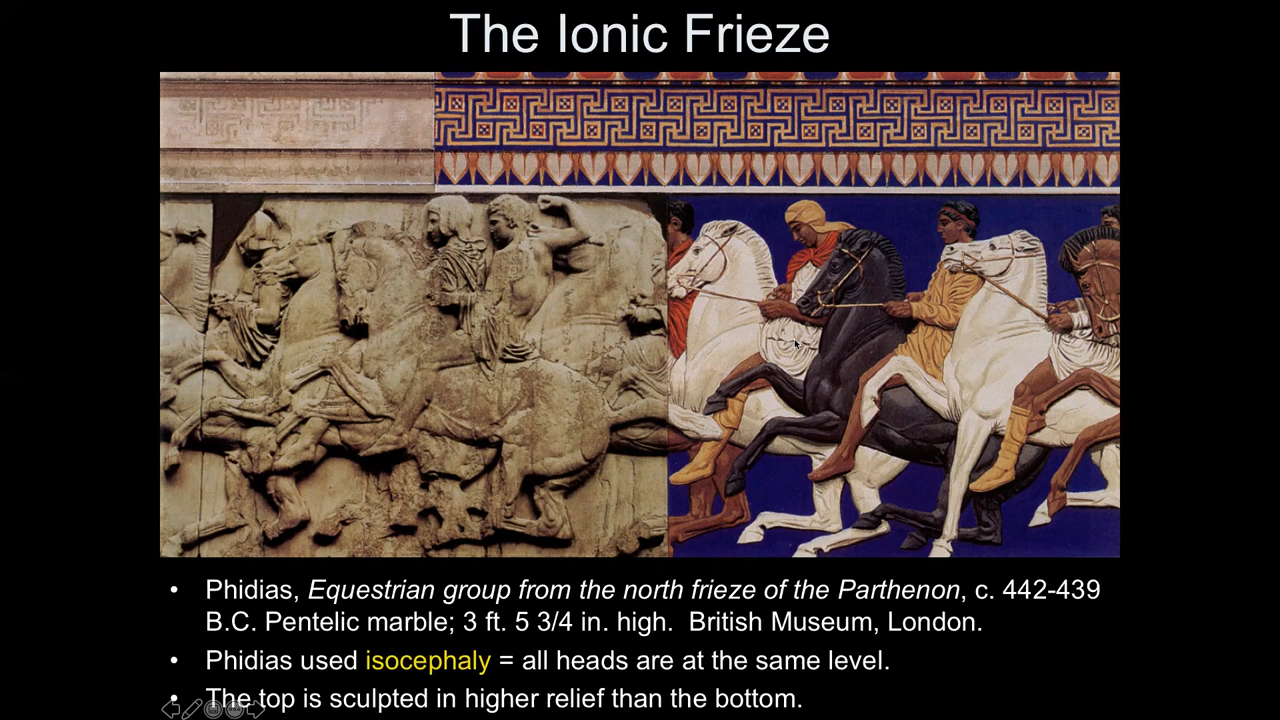 The Ionic Frieze
• Phidias, Equestrian group from the north frieze of the Parthenon, c. 442-439
B.C. Pentelic marble; 3 ft. 5 3/4 in. high.  British Museum, London.
• Phidias used isocephaly = all heads are at the same level.
• The top is sculpted in higher relief than the bottom.